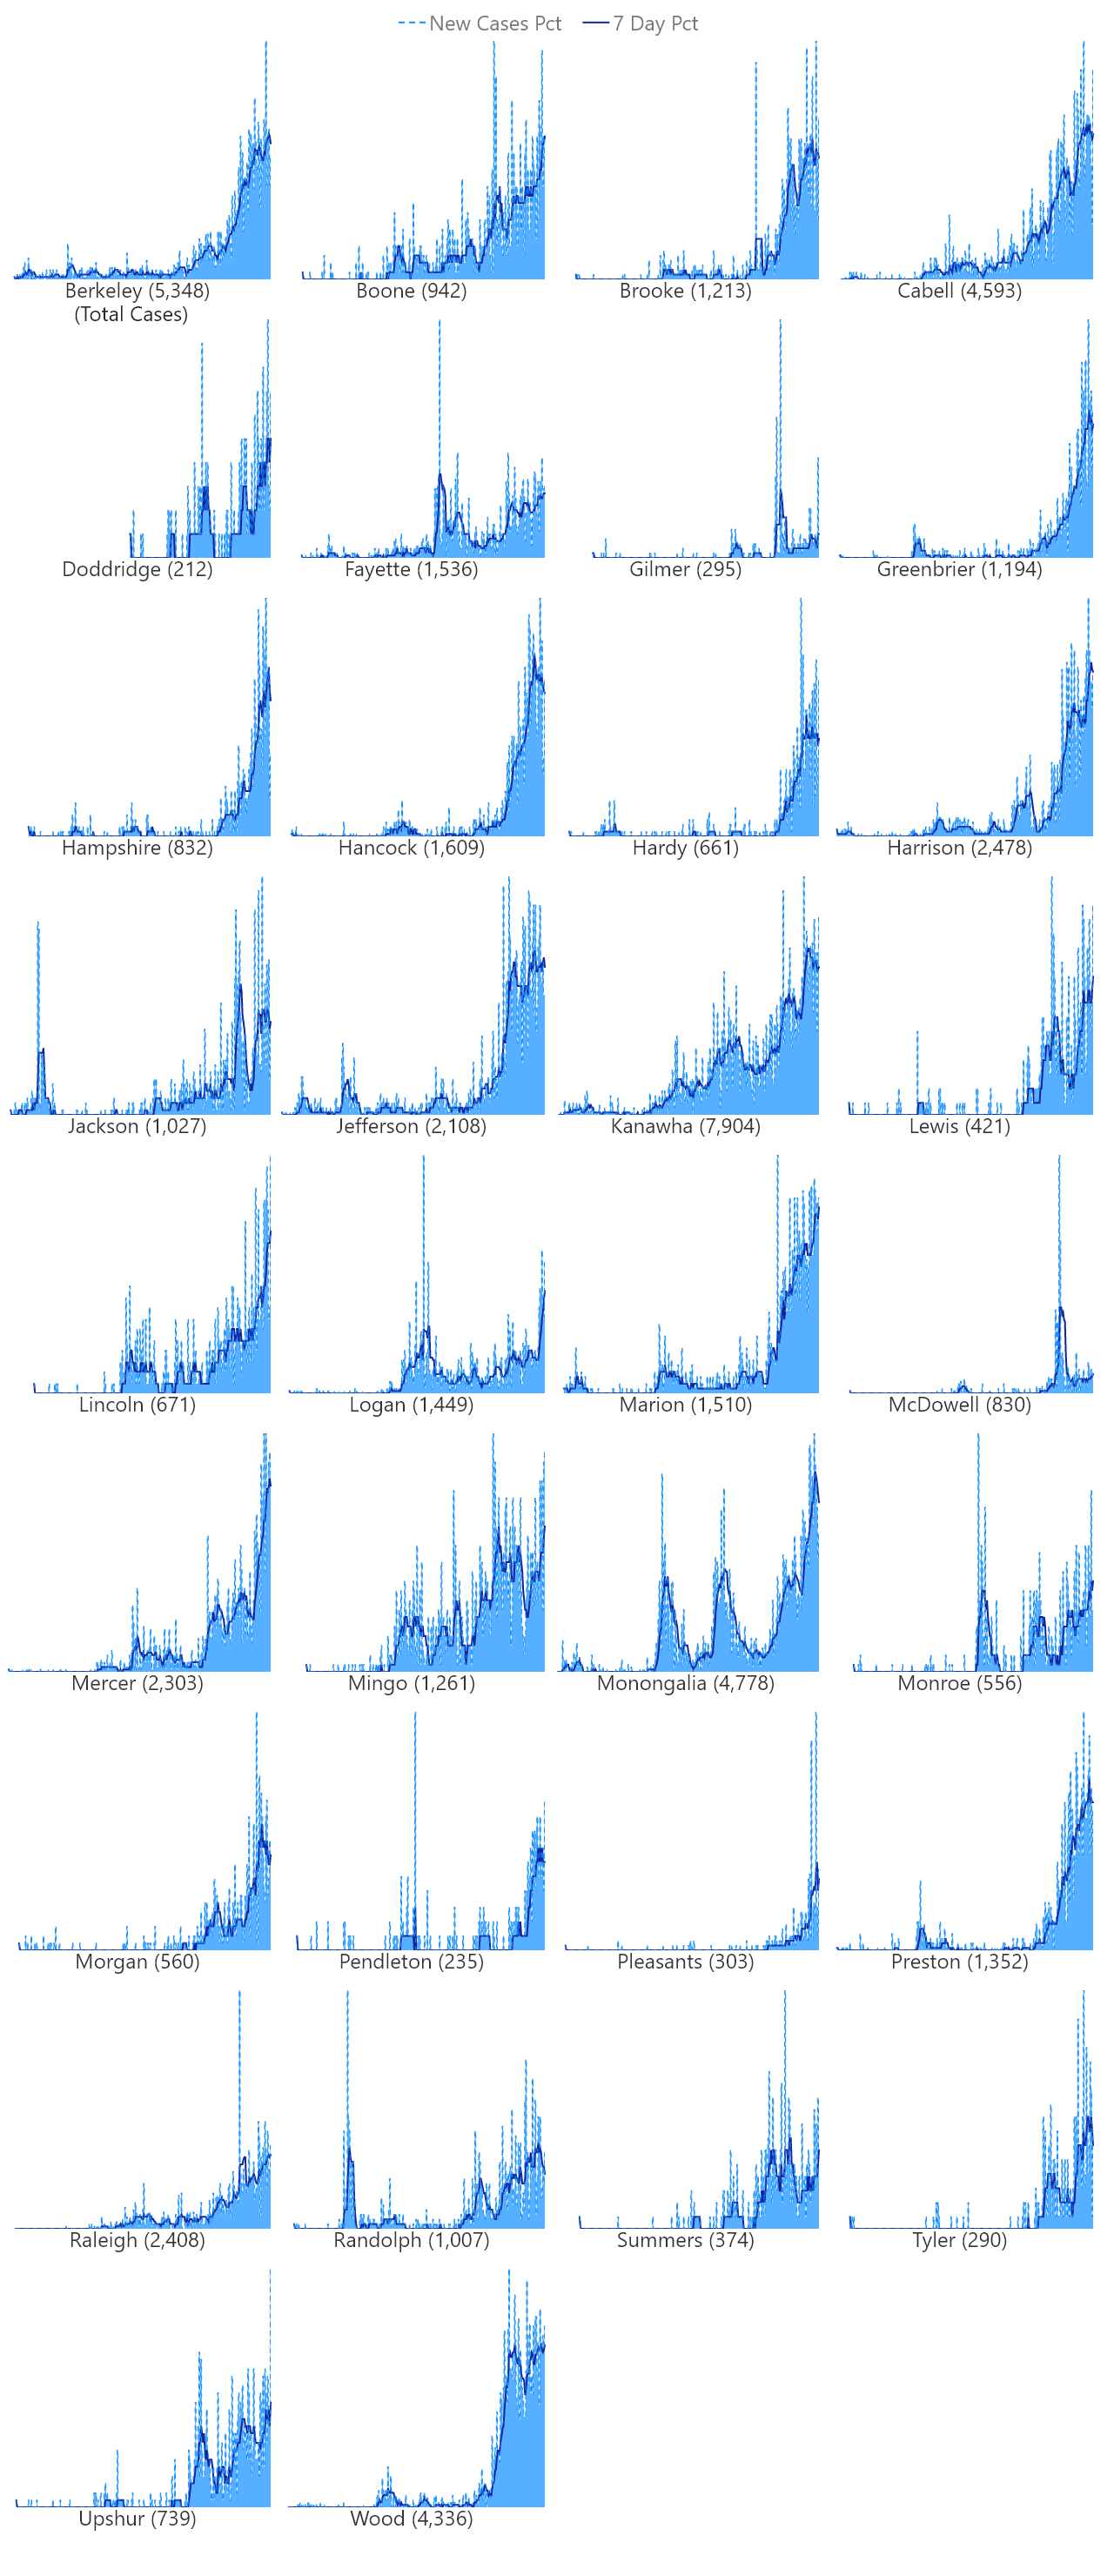 New Cases Pct 7 Day Pct
Berkeley (5,348) Boone (942) Brooke (1,213) Cabell (4,593)
(Total Cases)
Doddridge (212) Fayette (1,536) Gilmer (295) Greenbrier (1,194)
Hampshire (832) Hancock (1,609) Hardy (661) Harrison (2,478)
Jackson (1,027) Jefferson (2,108) Kanawha (7,904) Lewis (421)
Lincoln (671) Logan (1,449) Marion (1,510) McDowell (830)
Mercer (2,303) Mingo (1,261) Monongalia (4,778) Monroe (556)
Morgan (560) Pendleton (235) Pleasants (303) Preston (1,352)
Raleigh (2,408) Randolph (1,007) Summers (374) Tyler (290)
Upshur (739) Wood (4,336)